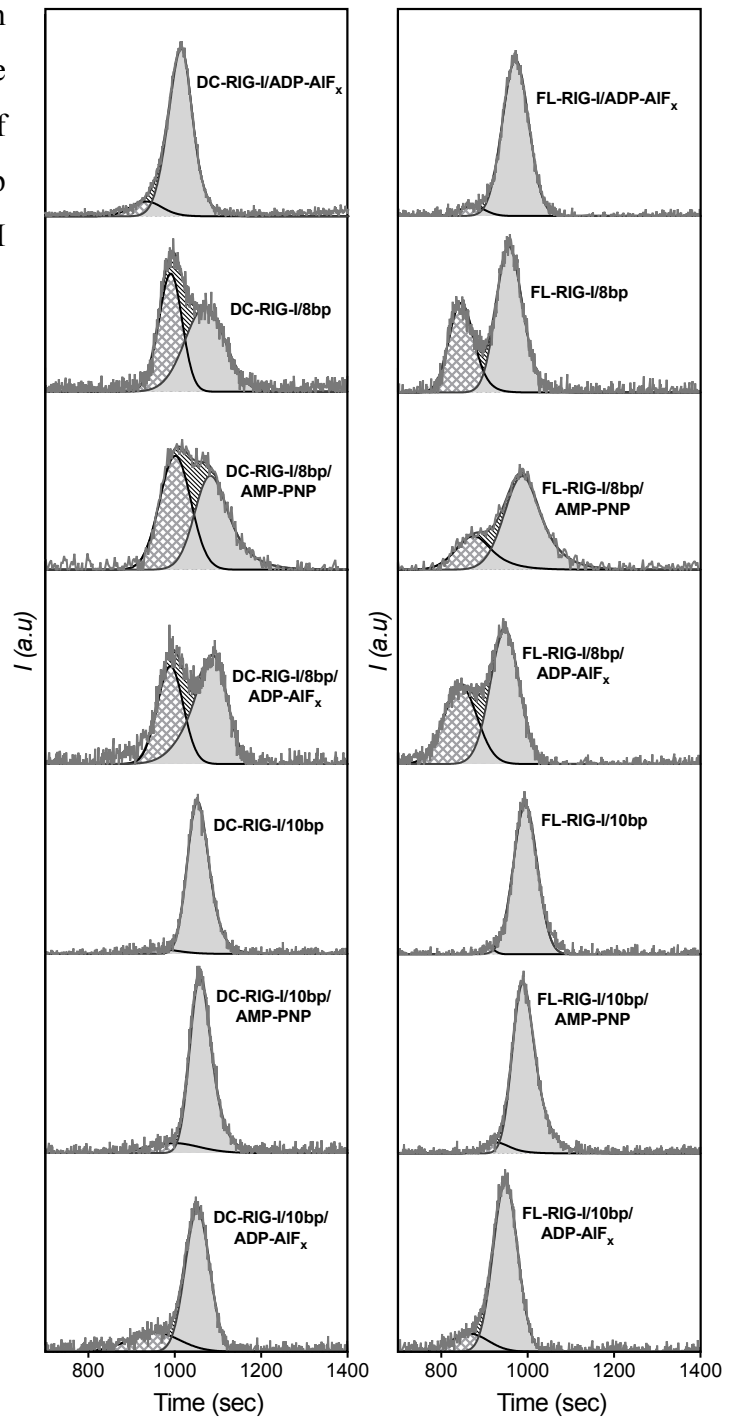 n
e
f
I
DC-RIG-I/ADP-AlFx
DC-RIG-I/8bp
DC-RIG-I/8bp/
AMP-PNP
DC-RIG-I/8bp/
ADP-AlFx
DC-RIG-I/10bp
DC-RIG-I/10bp/
AMP-PNP
DC-RIG-I/10bp/
ADP-AlFx
I (a.u)
800 1000 1200 1400
Time (sec)
FL-RIG-I/ADP-AlFx
FL-RIG-I/8bp
FL-RIG-I/8bp/
AMP-PNP
FL-RIG-I/8bp/
ADP-AlFx
FL-RIG-I/10bp
FL-RIG-I/10bp/
AMP-PNP
FL-RIG-I/10bp/
ADP-AlFx
I (a.u)
800 1000 1200 1400
Time (sec)